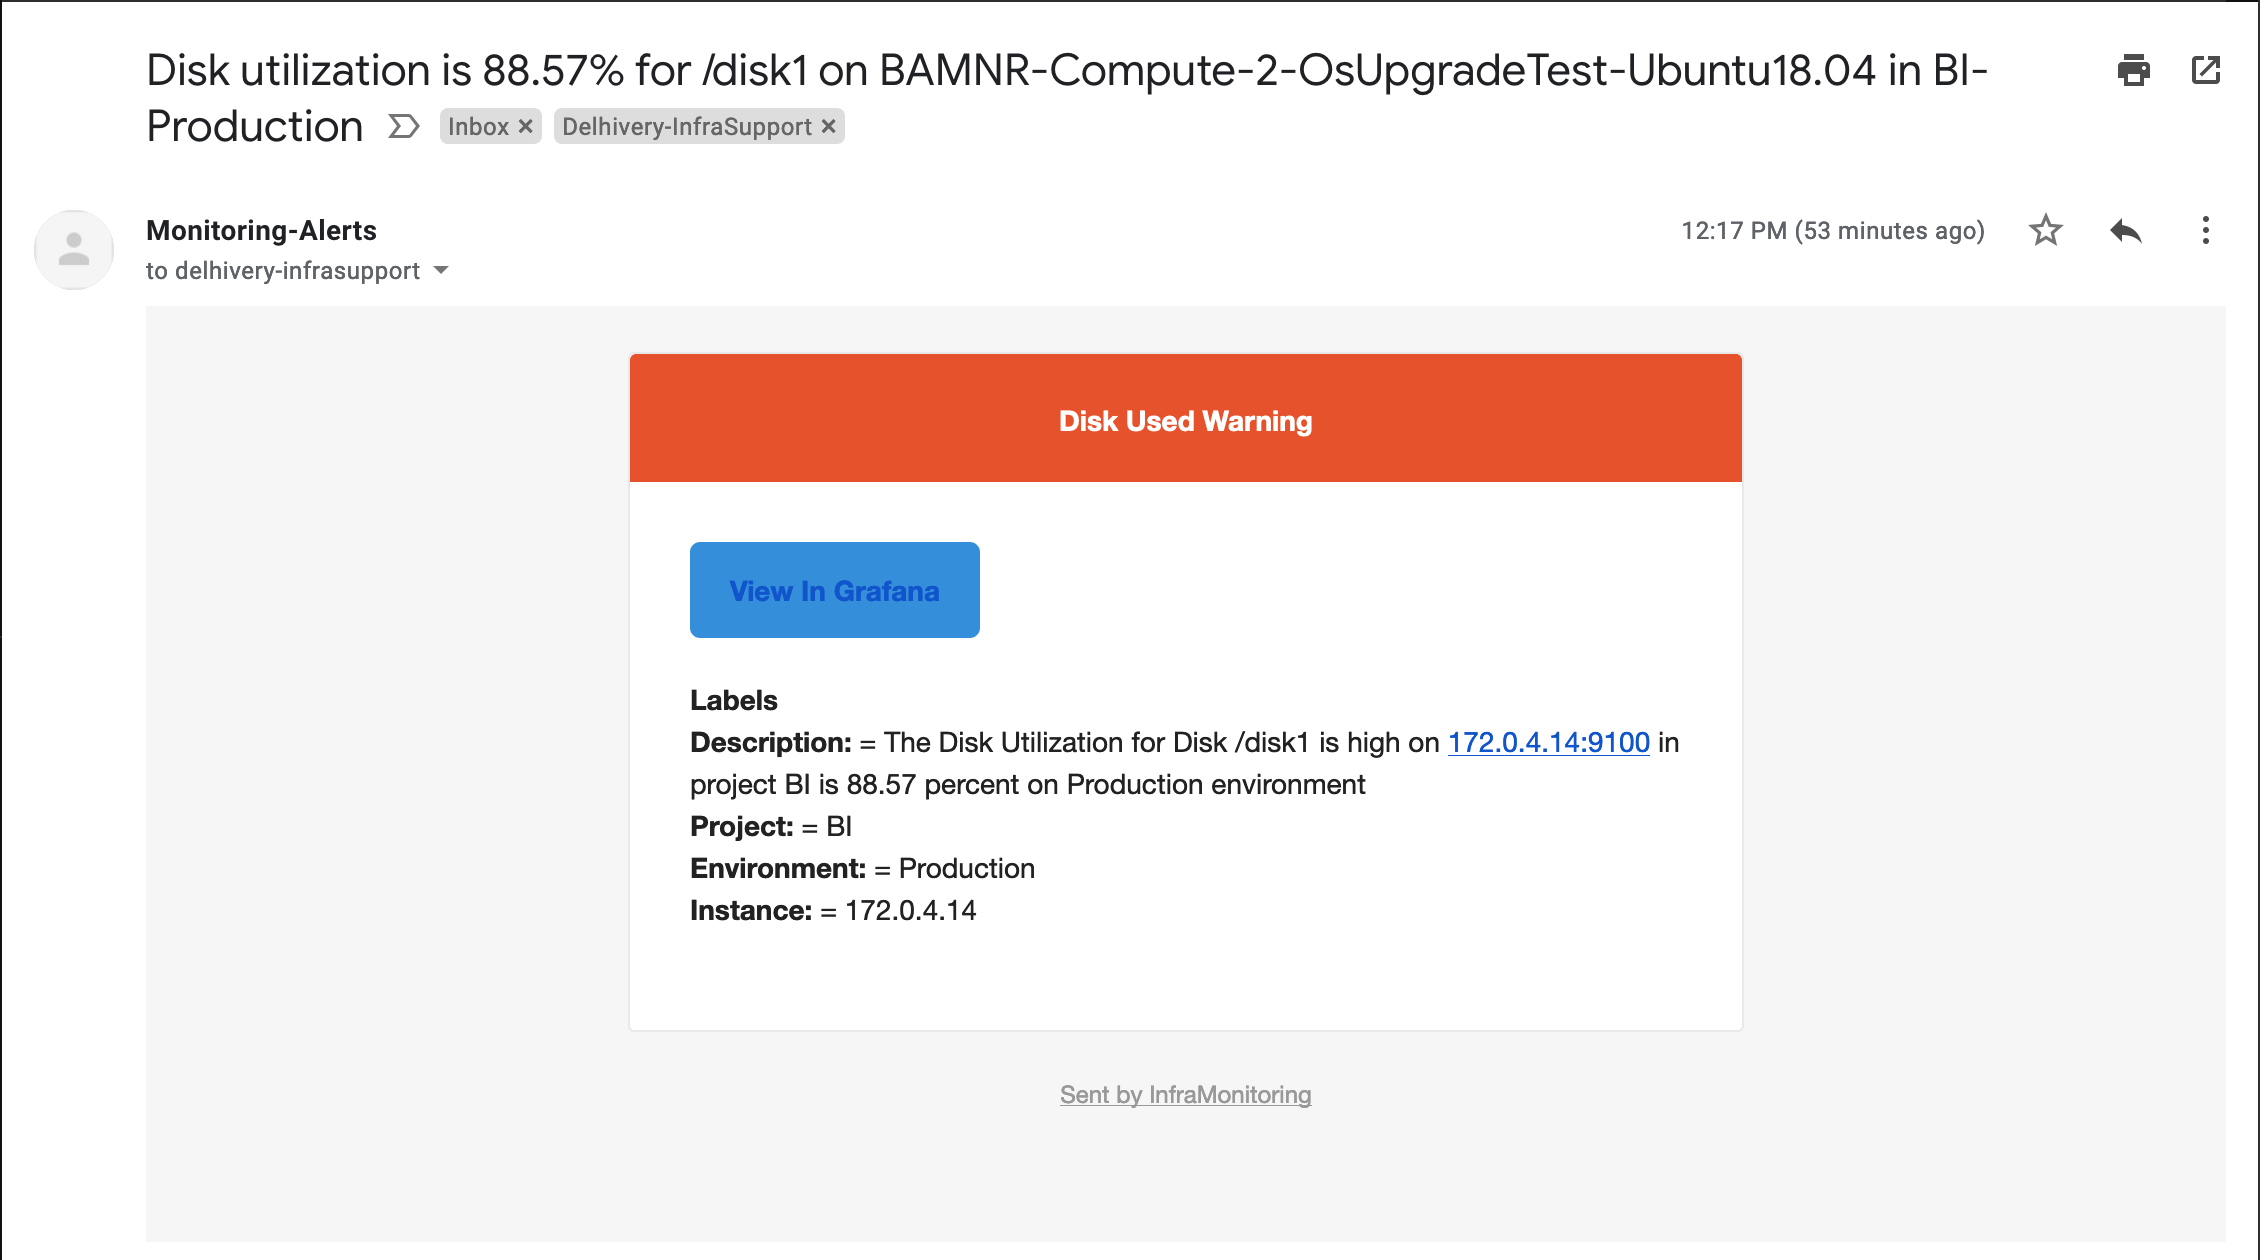 Disk utilization is 88.57% for /disk1 on BAMNR-Compute-2-OsUpgradeTest-Ubuntu18.04 in BI-
Production Inbox × Delhivery-InfraSupport ×
Monitoring-Alerts 12:17 PM (53 minutes ago)
to delhivery-infrasupport
Disk Used Warning
View In Grafana
Labels
Description: = The Disk Utilization for Disk /disk1 is high on 172.0.4.14:9100 in
project BI is 88.57 percent on Production environment
Project: = BI
Environment: = Production
Instance: = 172.0.4.14
Sent by InfraMonitoring